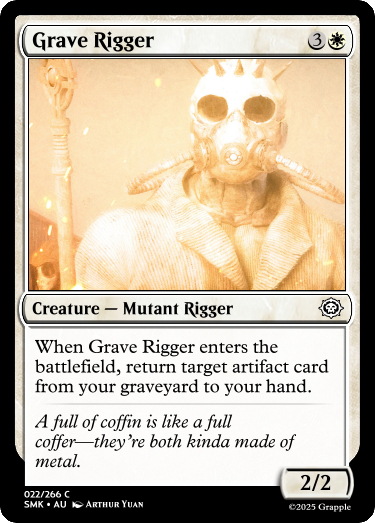 Grave Rigger 3
Creature — Mutant Rigger
When Grave Rigger enters the
battlefield, return target artifact card
from your graveyard to your hand.
A full of coffin is like a full
coffer—they're both kinda made of
metal.
2/2
022/266 C
SMK • AU Arthur Yuan
©2025 Grapple